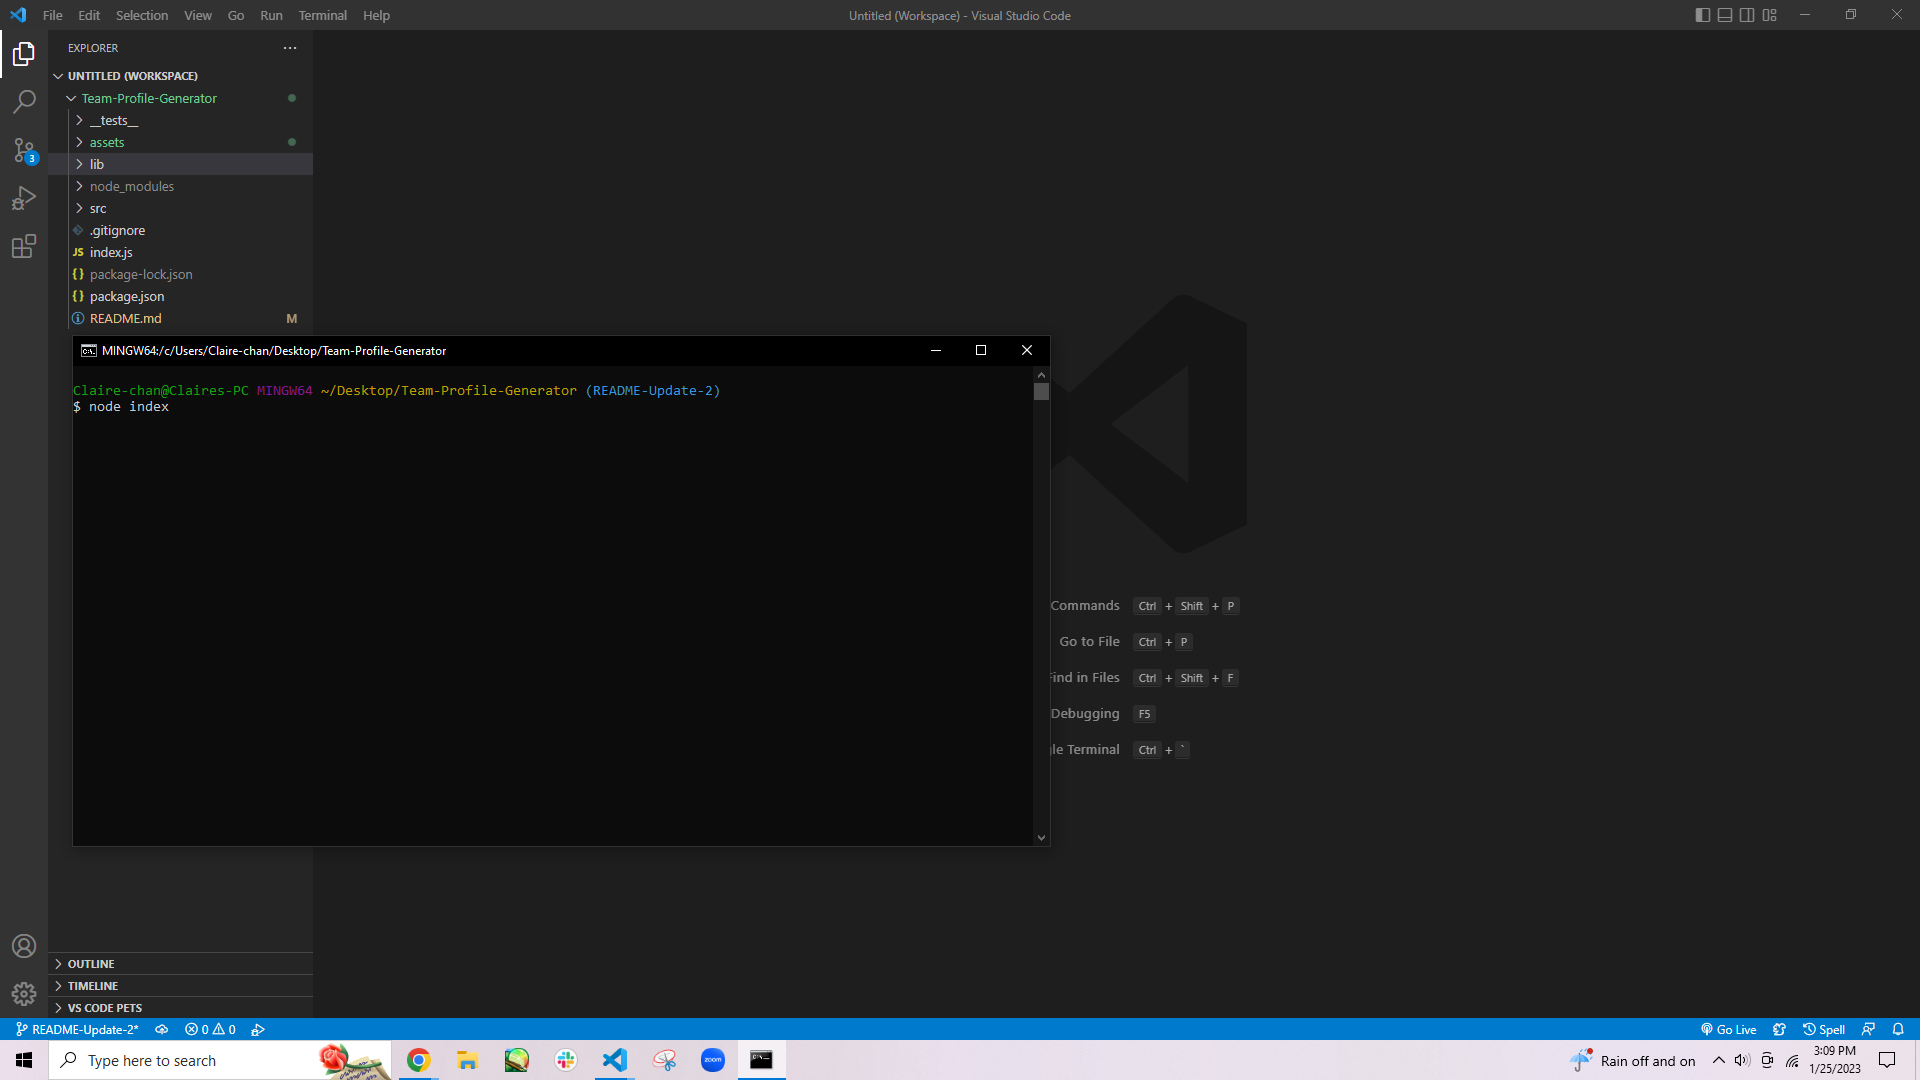 File Edit Selection View Go Run Terminal Help
Untitled (Workspace) - Visual Studio Code
EXPLORER
UNTITLED (WORKSPACE)
Team-Profile-Generator
__tests__
assets
lib
3
node_modules
src
.gitignore
JS index.js
{} package-lock.json
{} package.json
README.md M
MINGW64:/c/Users/Claire-chan/Desktop/Team-Profile-Generator
Claire-chan@Claires-PC MINGW64 ~/Desktop/Team-Profile-Generator (README-Update-2)
$ node index
Commands Ctrl + Shift + P
Go to File Ctrl + P
Find in Files Ctrl + Shift + F
Debugging F5
Terminal Ctrl + `
OUTLINE
TIMELINE
VS CODE PETS
README-Update-2* 0 0
Go Live
Spell
Type here to search
zoom
Rain off and on
3:09 PM
1/25/2023